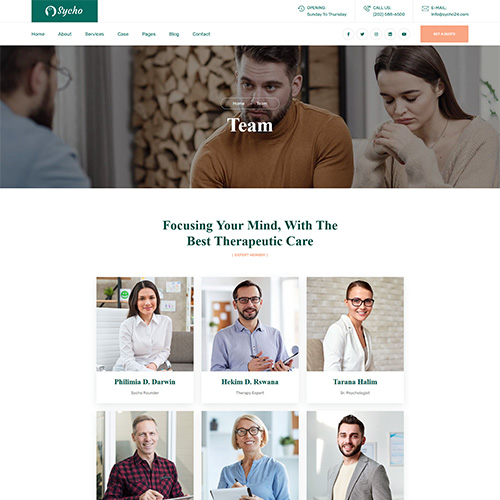 Sycho
OPENING:
Sunday To Thursday
CALL US:
(202) 588-6500
E-MAIL:
info@sycho24.com
Home About Services Case Pages Blog Contact
GET A QUOTE
Home Team
Team
Focusing Your Mind, With The
Best Therapeutic Care
[ EXPERT MEMBER ]
Philimia D. Darwin
Sycho Founder
Hekim D. Rswana
Therapy Expert
Tarana Halim
Sr. Psychologist